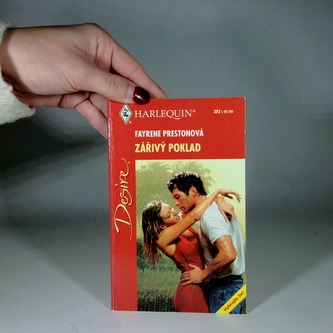 HARLEQUIN®
FAYRENE PRESTONOVÁ
ZÁŘIVÝ POKLAD
Desire